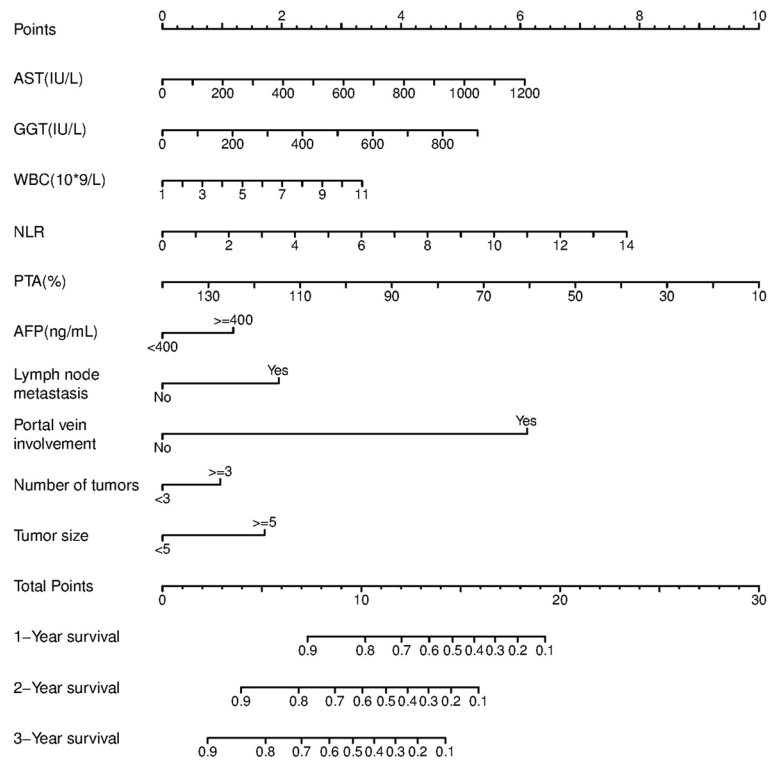 0 2 4 6 8 10
Points
AST(IU/L)
0 200 400 600 800 1000 1200
GGT(IU/L)
0 200 400 600 800
WBC(10*9/L)
1 3 5 7 9 11
NLR
0 2 4 6 8 10 12 14
PTA(%)
130 110 90 70 50 30 10
>=400
AFP(ng/mL)
<400
Yes
Lymph node
metastasis
No
Yes
Portal vein
involvement
No
>=3
Number of tumors
<3
>=5
Tumor size
<5
Total Points
0 10 20 30
1−Year survival
0.9 0.8 0.7 0.6 0.5 0.4 0.3 0.2 0.1
2−Year survival
0.9 0.8 0.7 0.6 0.5 0.4 0.3 0.2 0.1
3−Year survival
0.9 0.8 0.7 0.6 0.5 0.4 0.3 0.2 0.1